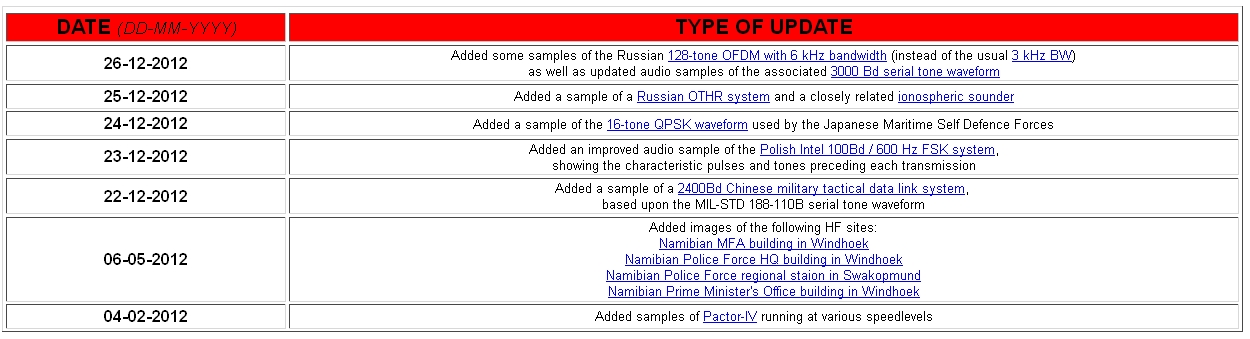 DATE (DD-MM-YYYY) TYPE OF UPDATE
26-12-2012 Added some samples of the Russian 128-tone OFDM with 6 kHz bandwidth (instead of the usual 3 kHz BW)
as well as updated audio samples of the associated 3000 Bd serial tone waveform
25-12-2012 Added a sample of a Russian OTHR system and a closely related ionospheric sounder
24-12-2012 Added a sample of the 16-tone QPSK waveform used by the Japanese Maritime Self Defence Forces
23-12-2012 Added an improved audio sample of the Polish Intel 100Bd / 600 Hz FSK system,
showing the characteristic pulses and tones preceding each transmission
22-12-2012 Added a sample of a 2400Bd Chinese military tactical data link system,
based upon the MIL-STD 188-110B serial tone waveform
06-05-2012 Added images of the following HF sites:
Namibian MFA building in Windhoek
Namibian Police Force HQ building in Windhoek
Namibian Police Force regional staion in Swakopmund
Namibian Prime Minister's Office building in Windhoek
04-02-2012 Added samples of Pactor-IV running at various speedlevels